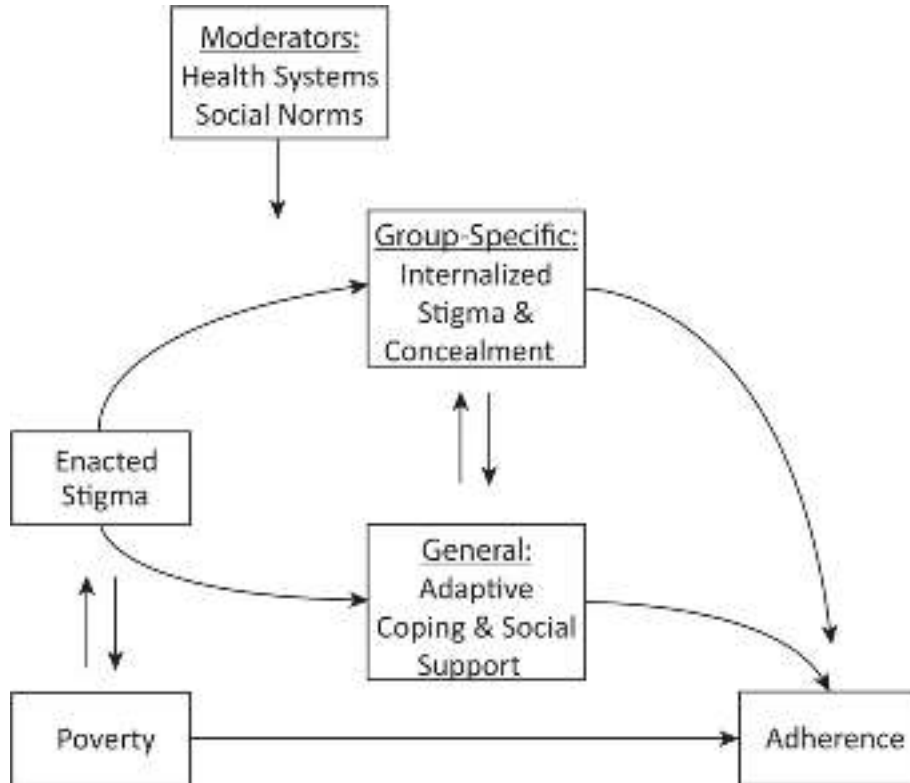 Moderators:
Health Systems
Social Norms
Group-Specific:
Internalized
Stigma &
Concealment
Enacted
Stigma
General:
Adaptive
Coping & Social
Support
Poverty
Adherence